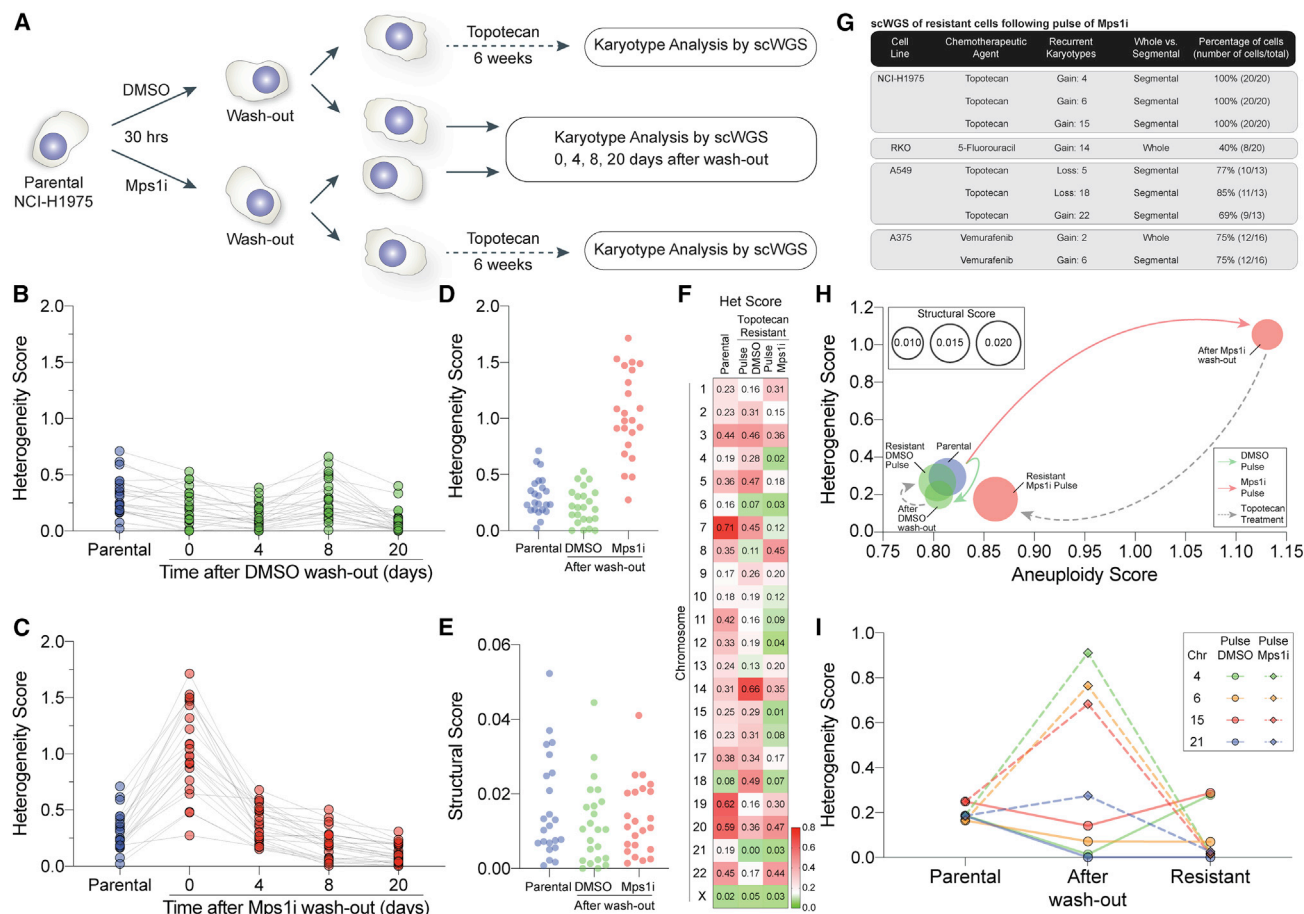 A
Parental
NCI-H1975
DMSO
30 hrs
Mps1i
Wash-out
Wash-out
Topotecan
6 weeks
Karyotype Analysis by scWGS
Karyotype Analysis by scWGS
0, 4, 8, 20 days after wash-out
Topotecan
6 weeks
Karyotype Analysis by scWGS
G
scWGS of resistant cells following pulse of Mps1i
Cell Line Chemotherapeutic Agent Recurrent Karyotypes Whole vs. Segmental Percentage of cells (number of cells/total)
NCI-H1975 Topotecan Gain: 4 Segmental 100% (20/20)
Topotecan Gain: 6 Segmental 100% (20/20)
Topotecan Gain: 15 Segmental 100% (20/20)
RKO 5-Fluorouracil Gain: 14 Whole 40% (8/20)
A549 Topotecan Loss: 5 Segmental 77% (10/13)
Topotecan Loss: 18 Segmental 85% (11/13)
Topotecan Gain: 22 Segmental 69% (9/13)
A375 Vemurafenib Gain: 2 Whole 75% (12/16)
Vemurafenib Gain: 6 Segmental 75% (12/16)
B
Heterogeneity Score
2.0
1.5
1.0
0.5
0.0
Parental 0 4 8 20
Time after DMSO wash-out (days)
C
Heterogeneity Score
2.0
1.5
1.0
0.5
0.0
Parental 0 4 8 20
Time after Mps1i wash-out (days)
D
Heterogeneity Score
2.0
1.5
1.0
0.5
0.0
Parental DMSO Mps1i
After wash-out
E
Structural Score
0.06
0.04
0.02
0.00
Parental DMSO Mps1i
After wash-out
F
Het Score
Topotecan
Resistant
Parental
Pulse DMSO
Pulse Mps1i
Chromosome
1 0.23 0.16 0.31
2 0.23 0.31 0.15
3 0.44 0.46 0.36
4 0.19 0.28 0.02
5 0.36 0.47 0.18
6 0.16 0.07 0.03
7 0.71 0.45 0.12
8 0.35 0.11 0.45
9 0.17 0.26 0.20
10 0.18 0.19 0.12
11 0.42 0.16 0.09
12 0.33 0.19 0.04
13 0.24 0.13 0.20
14 0.31 0.66 0.35
15 0.25 0.29 0.01
16 0.23 0.31 0.08
17 0.38 0.34 0.17
18 0.08 0.49 0.07
19 0.62 0.16 0.30
20 0.59 0.36 0.47
21 0.19 0.00 0.03
22 0.45 0.17 0.44
X 0.02 0.05 0.03
0.8
0.6
0.4
0.2
0.0
H
Heterogeneity Score
1.2
1.0
0.8
0.6
0.4
0.2
0.0
Structural Score
0.010 0.015 0.020
After Mps1i
wash-out
Resistant
DMSO
Pulse
Parental
Resistant
Mps1i Pulse
After
DMSO
wash-out
DMSO
Pulse
Mps1i
Pulse
Topotecan
Treatment
0.75 0.80 0.85 0.90 0.95 1.00 1.05 1.10 1.15
Aneuploidy Score
I
Heterogeneity Score
1.0
0.8
0.6
0.4
0.2
0.0
Chr Pulse DMSO Pulse Mps1i
4
6
15
21
Parental After wash-out Resistant